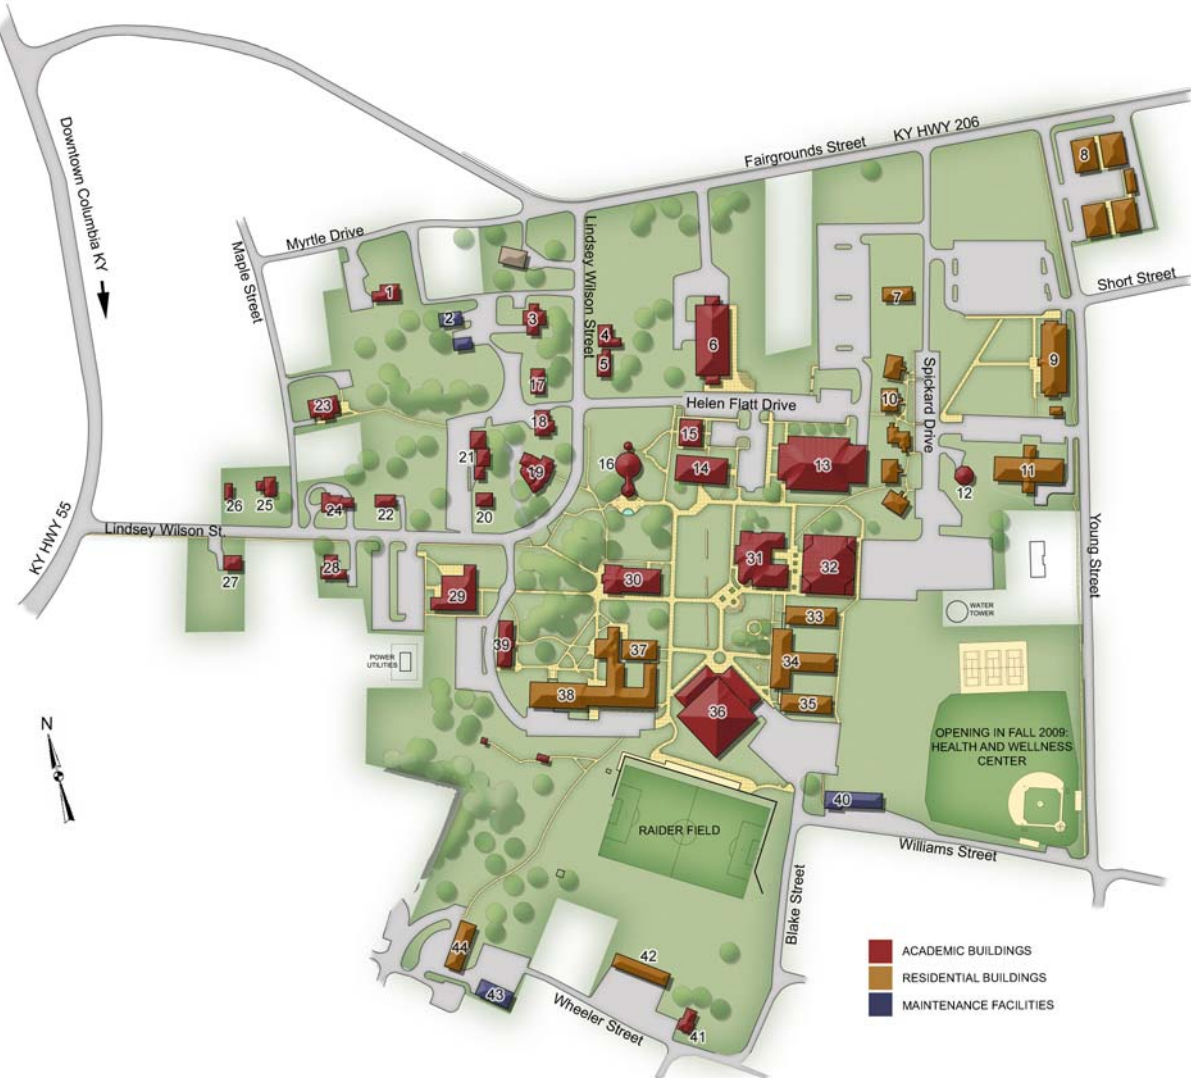 KY HWY 206
Fairgrounds Street
8
Downtown Columbia KY
Myrtle Drive
Maple Street
Lindsey Wilson Street
Short Street
1
2
3
4
5
6
7
9
Spickard Drive
Helen Flatt Drive
10
17
18
23
15
16
14
13
12
11
21
19
20
26
25
24
22
Lindsey Wilson St.
KY HWY 55
27
28
29
30
31
32
Young Street
WATER
TOWER
33
34
35
39
37
38
36
POWER
UTILITIES
N
OPENING IN FALL 2009:
HEALTH AND WELLNESS
CENTER
40
RAIDER FIELD
Williams Street
Blake Street
44
42
43
41
Wheeler Street
ACADEMIC BUILDINGS
RESIDENTIAL BUILDINGS
MAINTENANCE FACILITIES